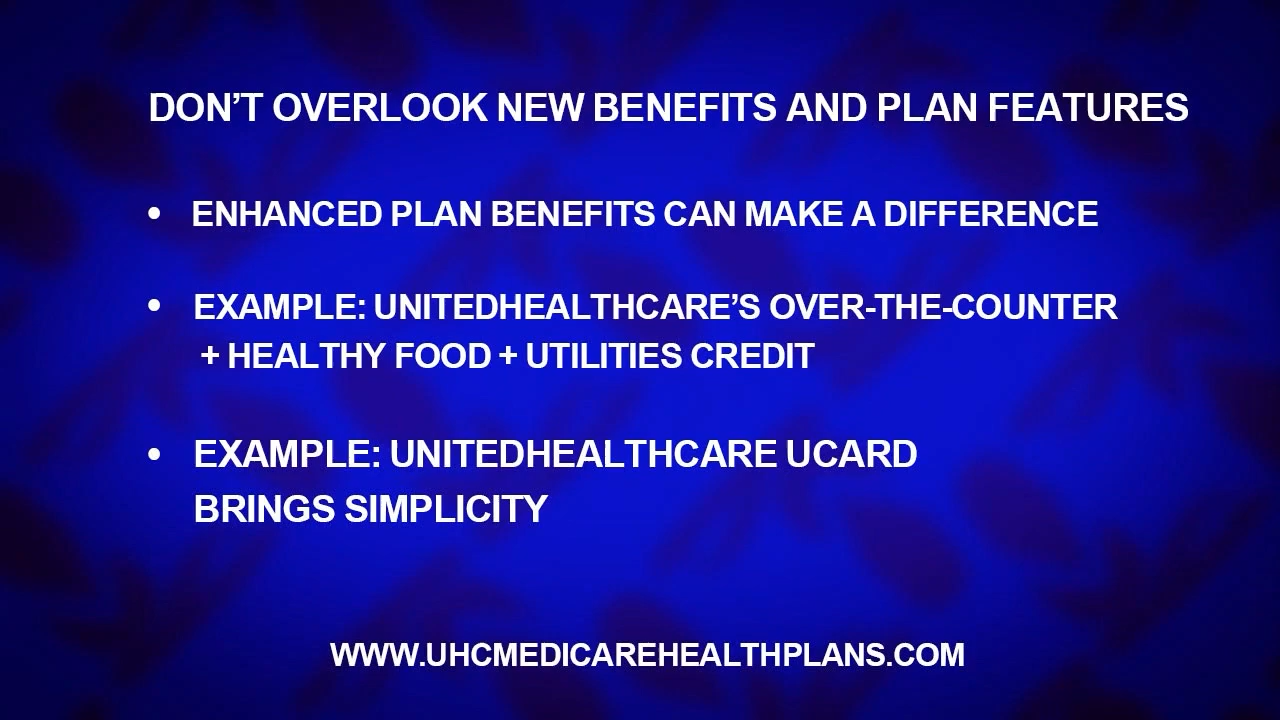 DON’T OVERLOOK NEW BENEFITS AND PLAN FEATURES
• ENHANCED PLAN BENEFITS CAN MAKE A DIFFERENCE
• EXAMPLE: UNITEDHEALTHCARE’S OVER-THE-COUNTER
+ HEALTHY FOOD + UTILITIES CREDIT
• EXAMPLE: UNITEDHEALTHCARE UCARD
BRINGS SIMPLICITY
WWW.UHCMEDICAREHEALTHPLANS.COM